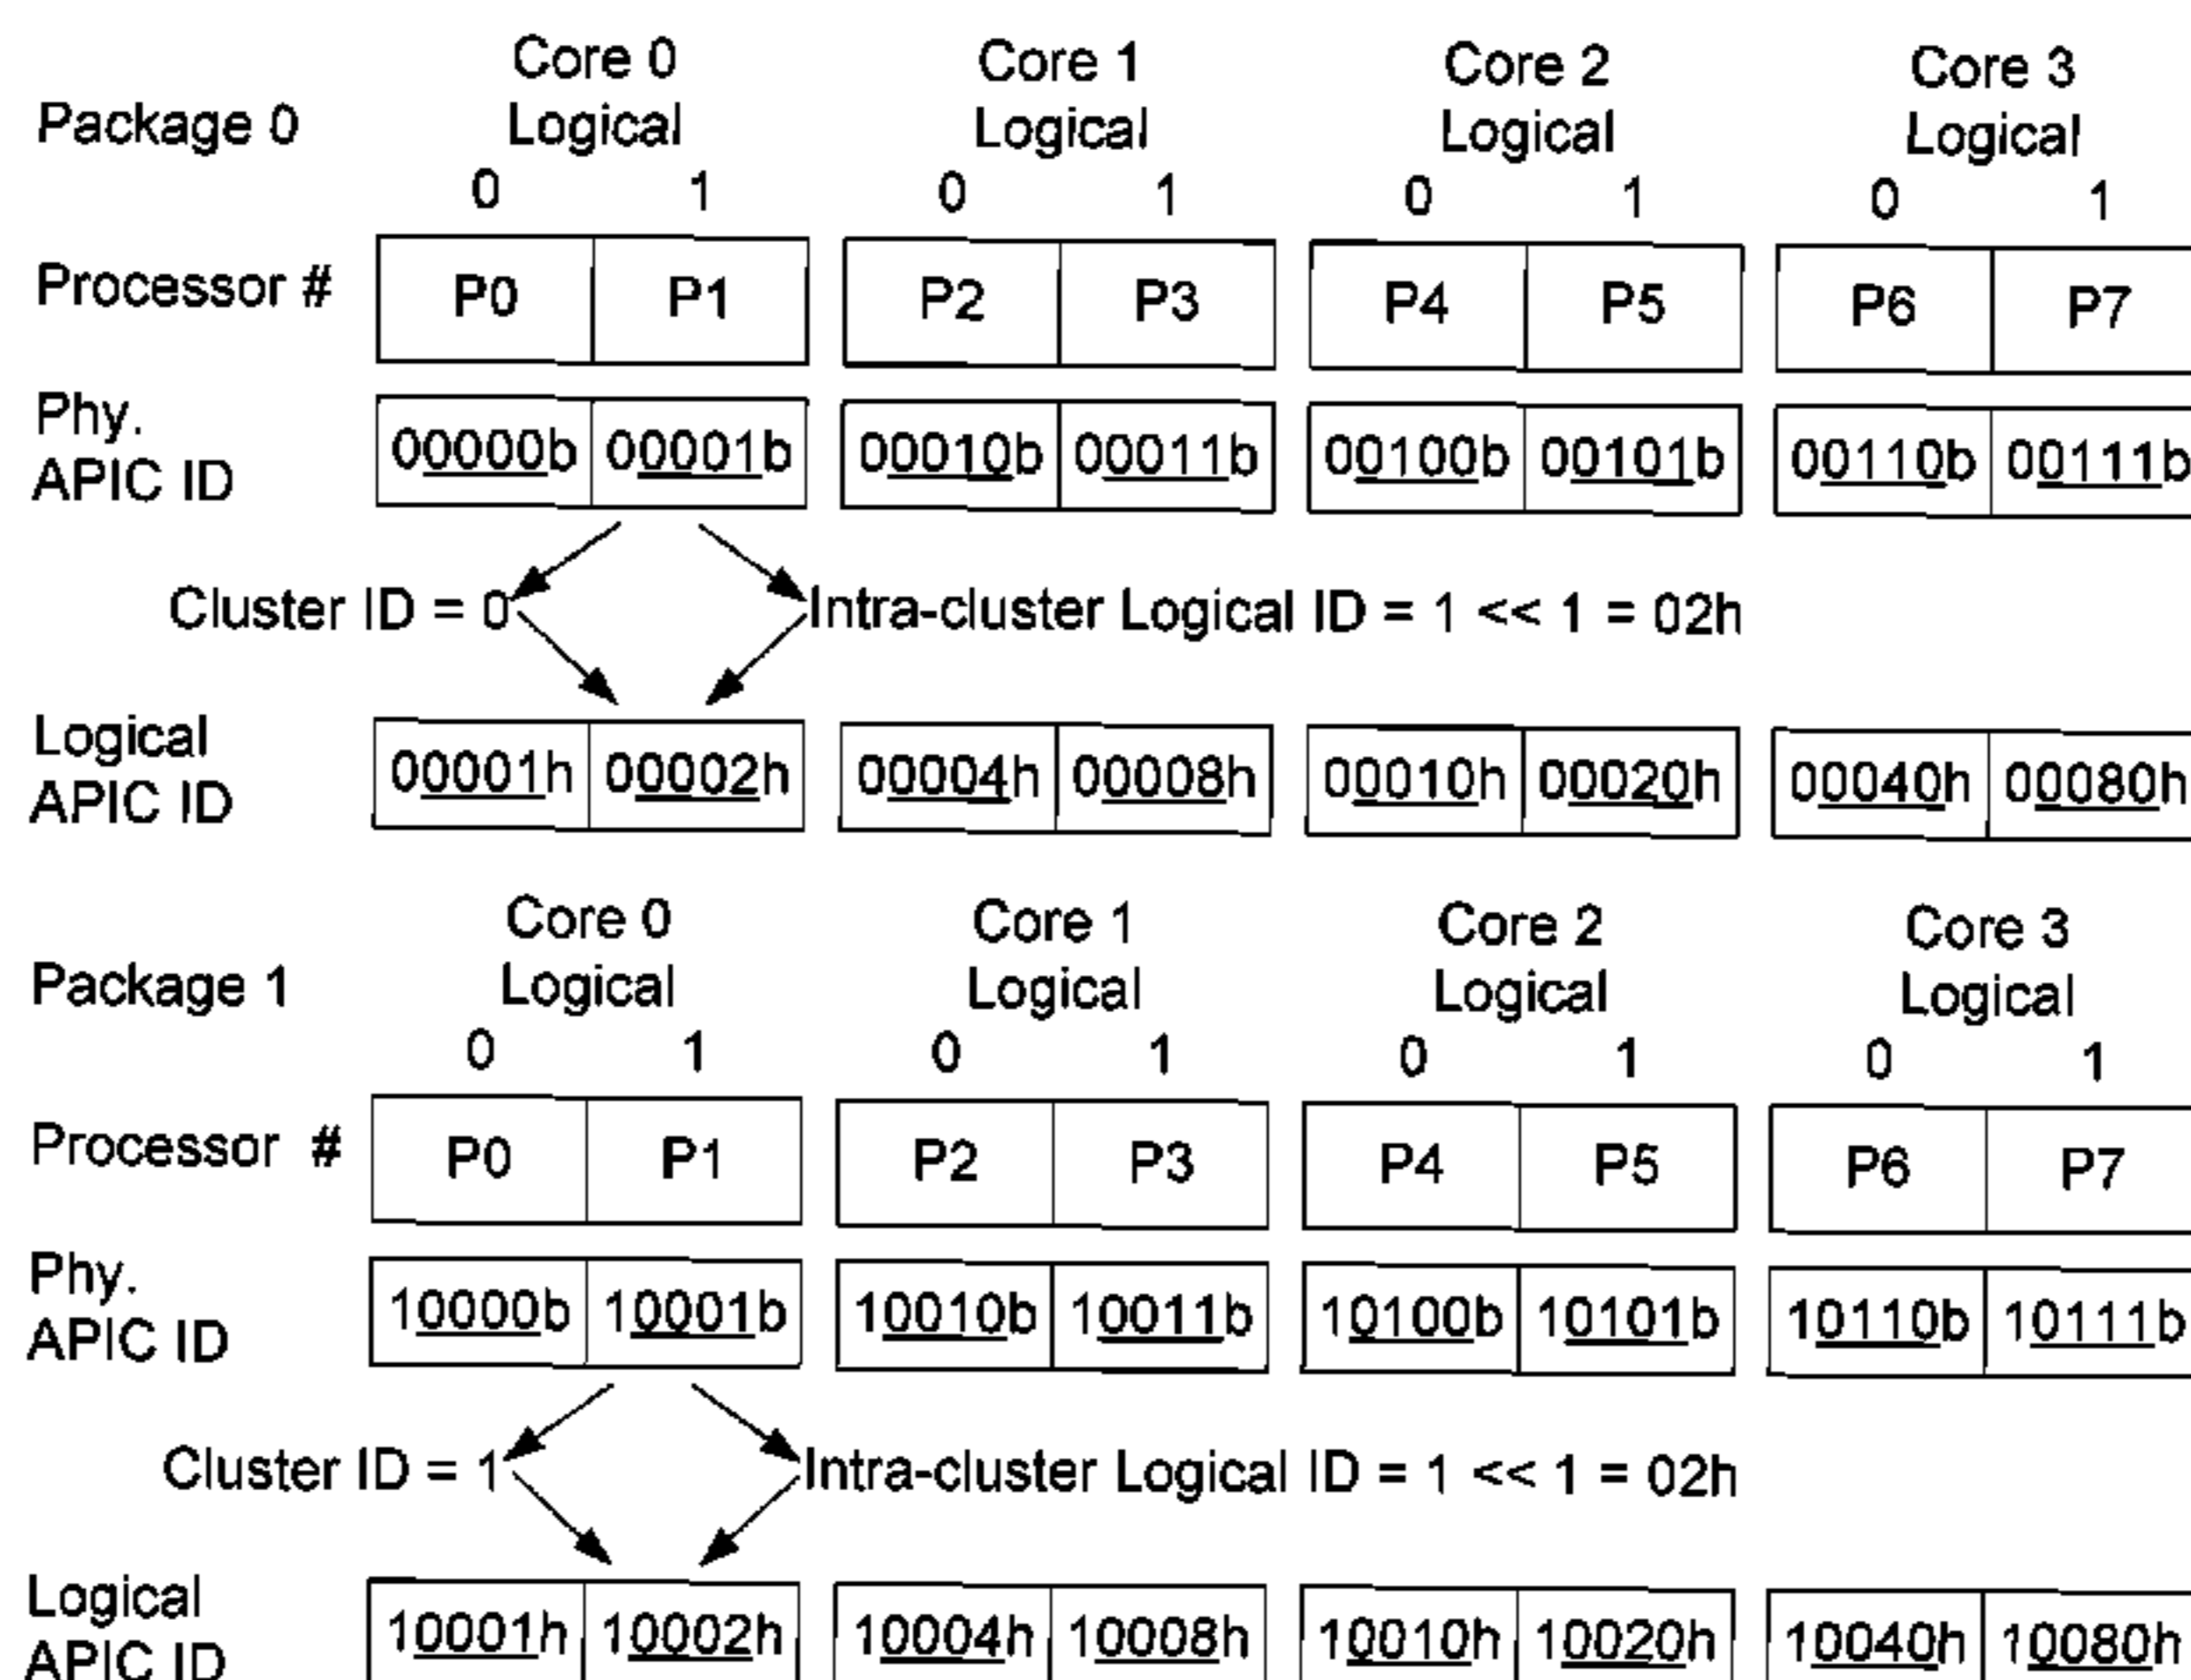 Core 0 Core 1 Core 2 Core 3
Package 0 Logical Logical Logical Logical
0 1 0 1 0 1 0 1
Processor # P0 P1 P2 P3 P4 P5 P6 P7
Phy.
APIC ID 00000b 00001b 00010b 00011b 00100b 00101b 00110b 00111b
Cluster ID = 0 Intra-cluster Logical ID = 1 << 1 = 02h
Logical
APIC ID 00001h 00002h 00004h 00008h 00010h 00020h 00040h 00080h
Core 0 Core 1 Core 2 Core 3
Package 1 Logical Logical Logical Logical
0 1 0 1 0 1 0 1
Processor # P0 P1 P2 P3 P4 P5 P6 P7
Phy.
APIC ID 10000b 10001b 10010b 10011b 10100b 10101b 10110b 10111b
Cluster ID = 1 Intra-cluster Logical ID = 1 << 1 = 02h
Logical
APIC ID 10001h 10002h 10004h 10008h 10010h 10020h 10040h 10080h